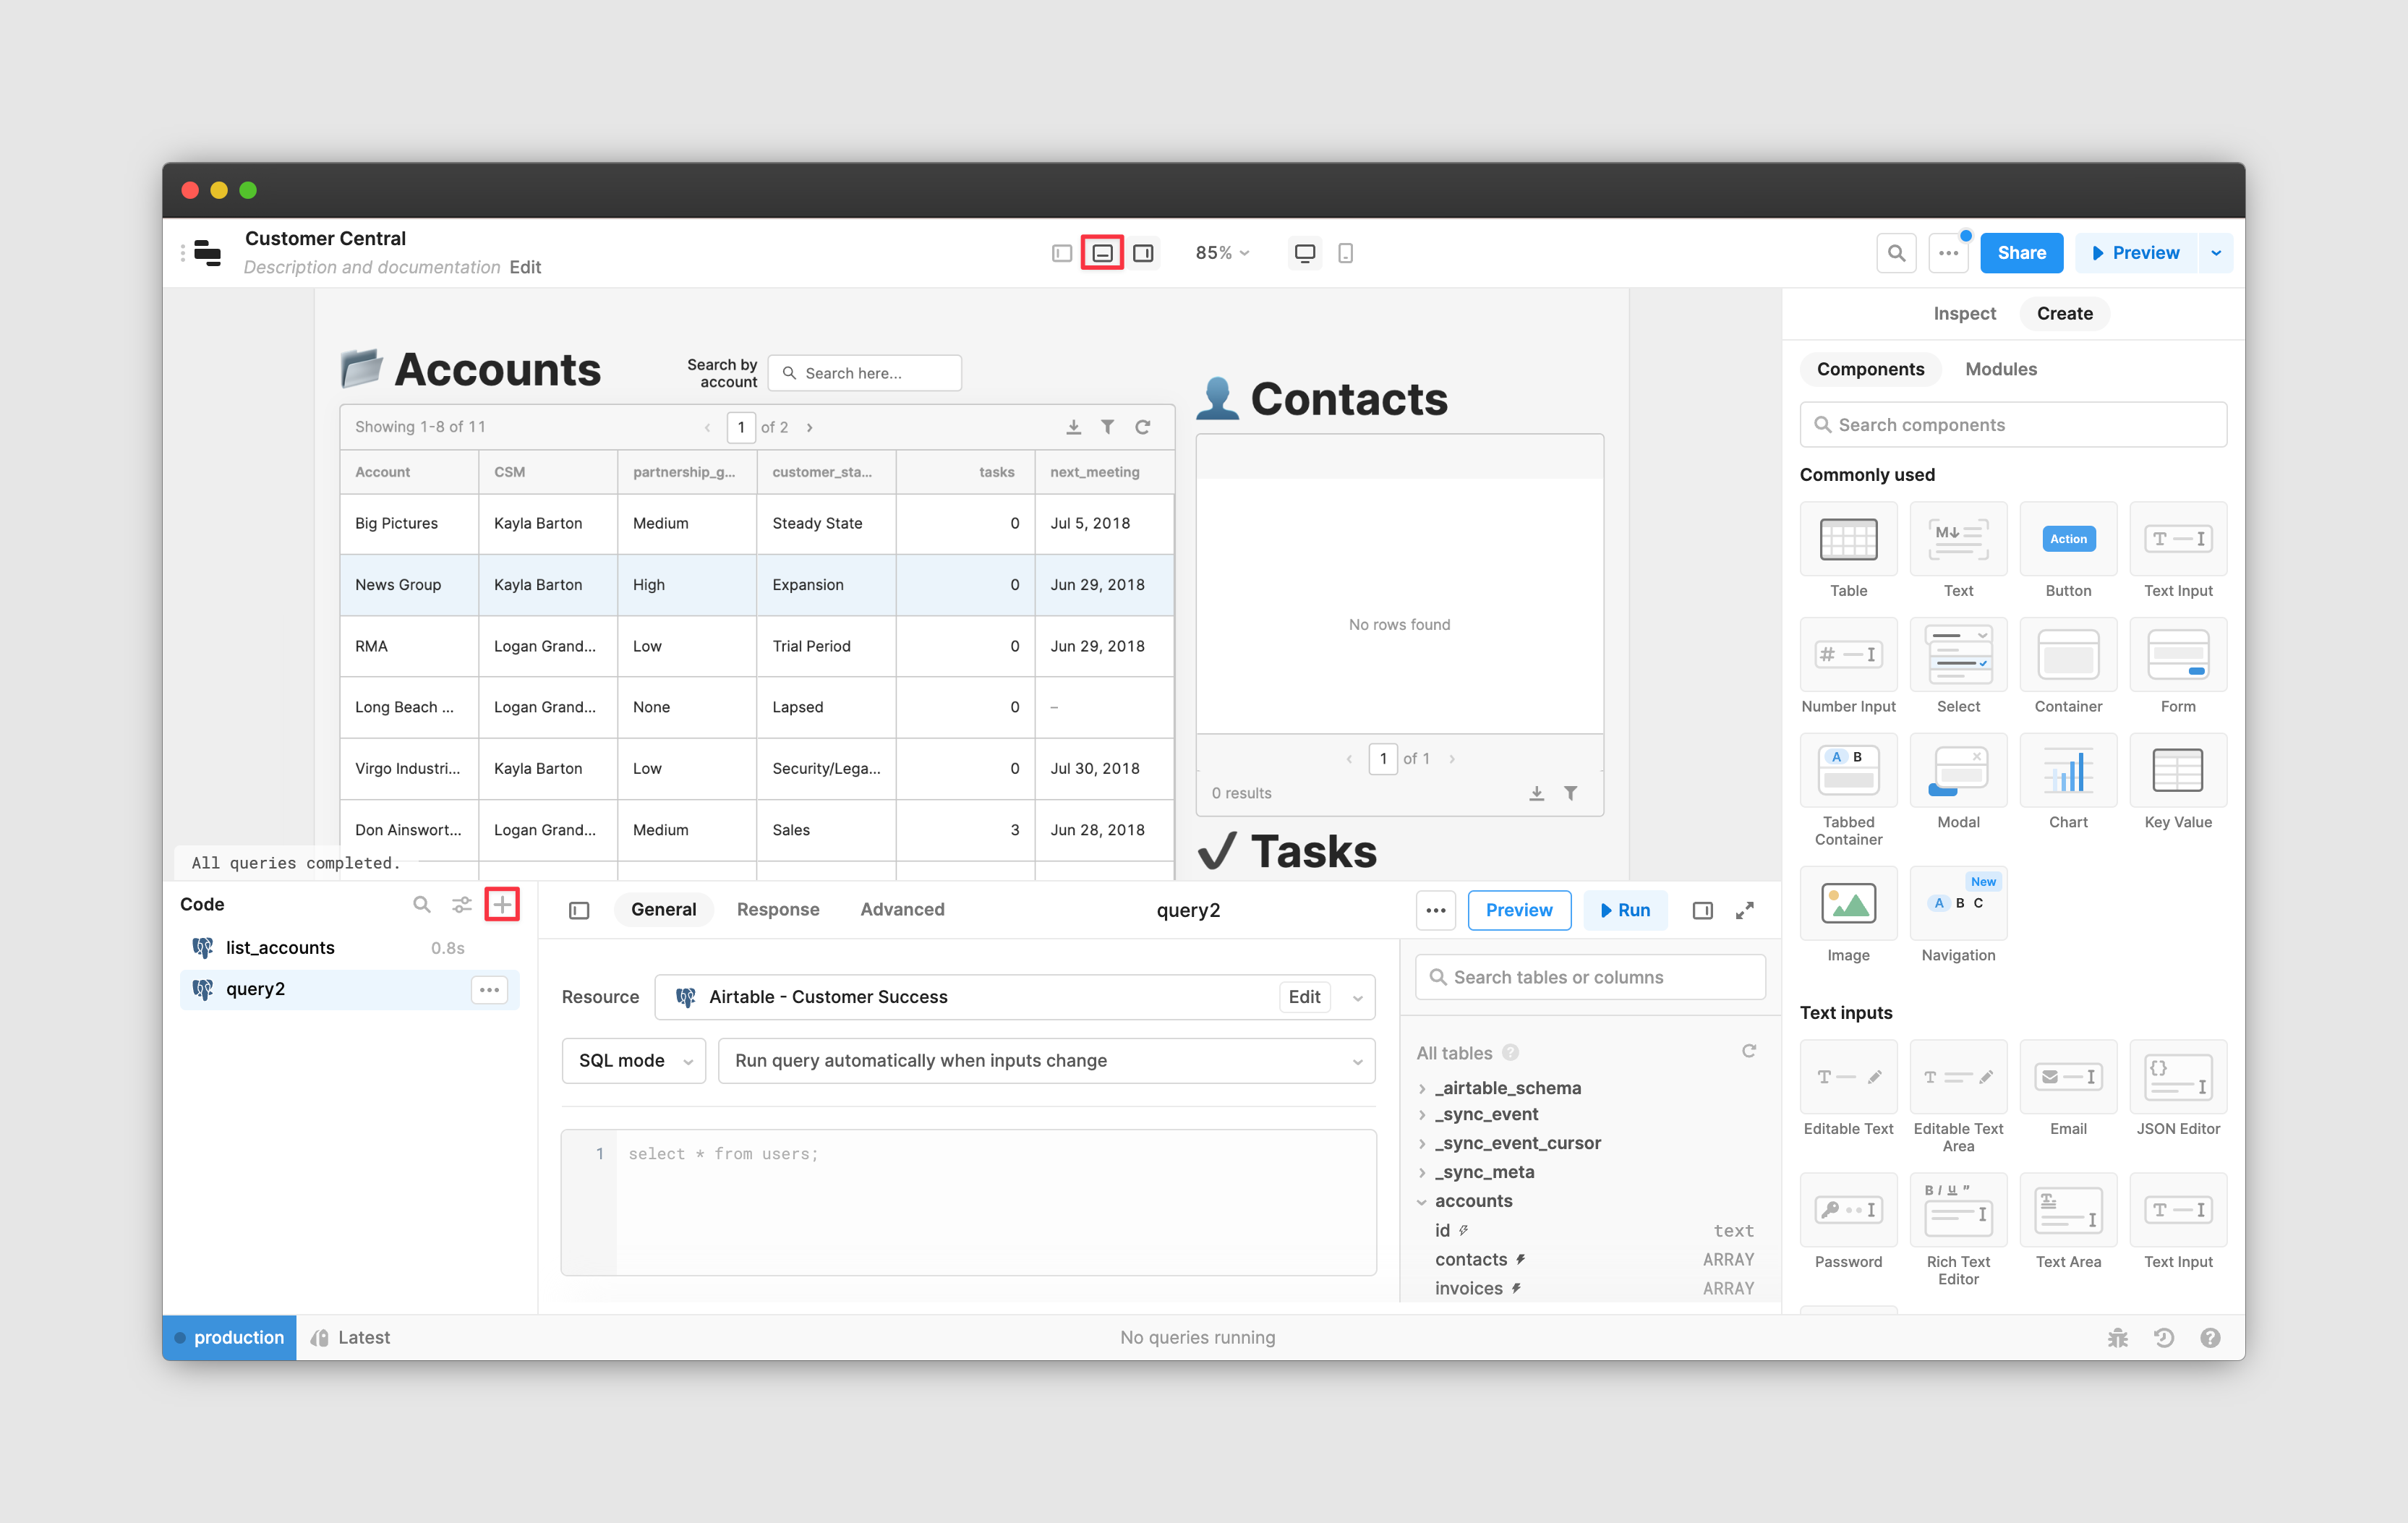 Customer Central
Description and documentation Edit
85%
Share
Preview
Inspect
Create
Accounts
Search by
account
Search here...
Showing 1-8 of 11
1 of 2
Account CSM partnership_g... customer_sta... tasks next_meeting
Big Pictures Kayla Barton Medium Steady State 0 Jul 5, 2018
News Group Kayla Barton High Expansion 0 Jun 29, 2018
RMA Logan Grand... Low Trial Period 0 Jun 29, 2018
Long Beach ... Logan Grand... None Lapsed 0 –
Virgo Industri... Kayla Barton Low Security/Lega... 0 Jul 30, 2018
Don Ainswort... Logan Grand... Medium Sales 3 Jun 28, 2018
All queries completed.
Contacts
No rows found
1 of 1
0 results
Tasks
Components
Modules
Search components
Commonly used
M
Action
T I
Table
Text
Button
Text Input
# I
Number Input
Select
Container
Form
A B
Tabbed
Container
Modal
Chart
Key Value
New
A B C
Image
Navigation
Text inputs
T
T
I
{} I
Editable Text
Editable Text
Area
Email
JSON Editor
I
B I U ”
I
T I
T I
Password
Rich Text
Editor
Text Area
Text Input
Code
list_accounts 0.8s
query2
General
Response
Advanced
query2
Preview
Run
Resource
Airtable - Customer Success
Edit
SQL mode
Run query automatically when inputs change
1 select * from users;
Search tables or columns
All tables ?
_airtable_schema
_sync_event
_sync_event_cursor
_sync_meta
accounts
id text
contacts ARRAY
invoices ARRAY
production
Latest
No queries running
?